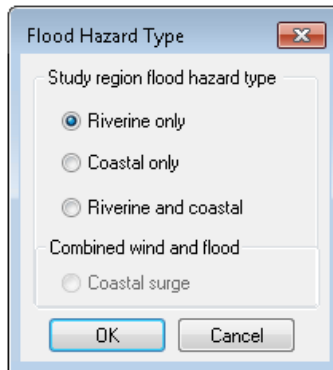 Flood Hazard Type
Study region flood hazard type
Riverine only
Coastal only
Riverine and coastal
Combined wind and flood
Coastal surge
OK Cancel